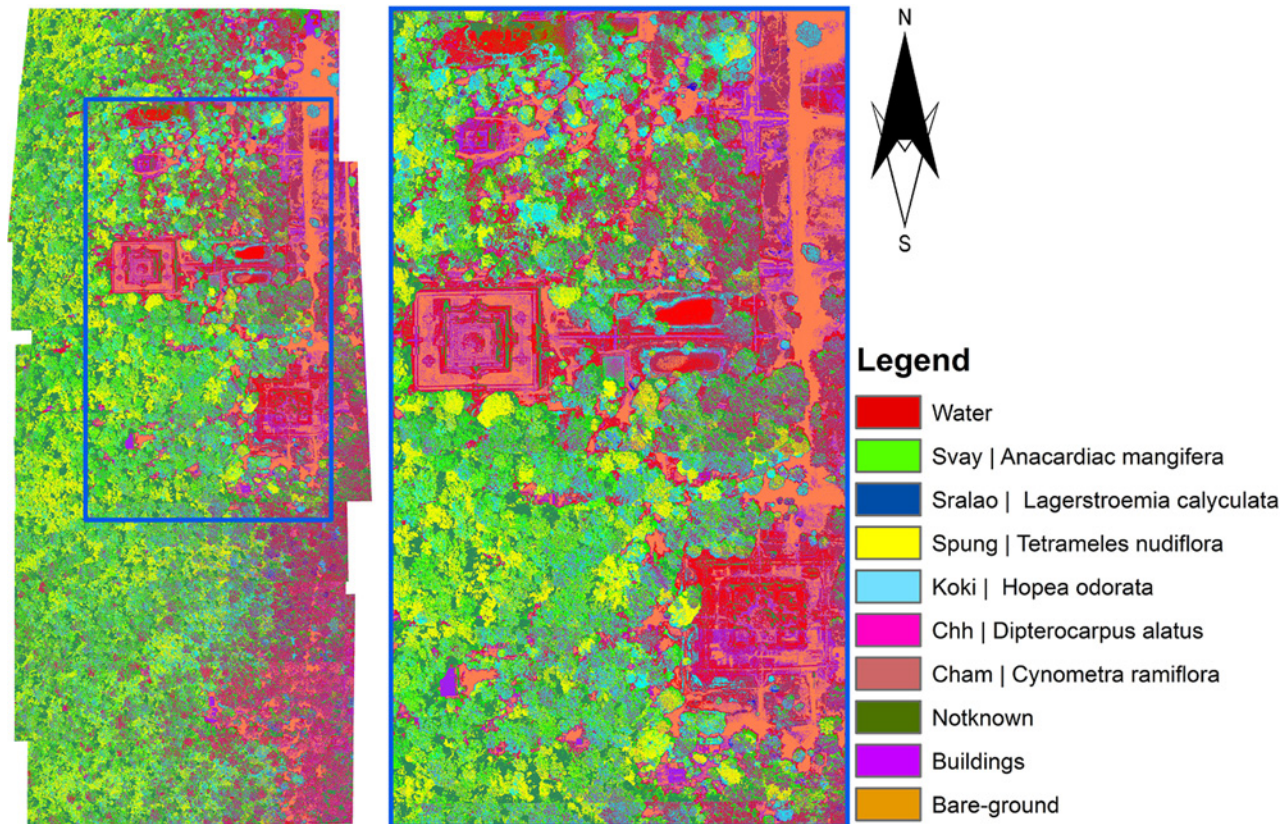 N
S
Legend
Water
Svay | Anacardiac mangifera
Sralao | Lagerstroemia calyculata
Spung | Tetrameles nudiflora
Koki | Hopea odorata
Chh | Dipterocarpus alatus
Cham | Cynometra ramiflora
Notknown
Buildings
Bare-ground